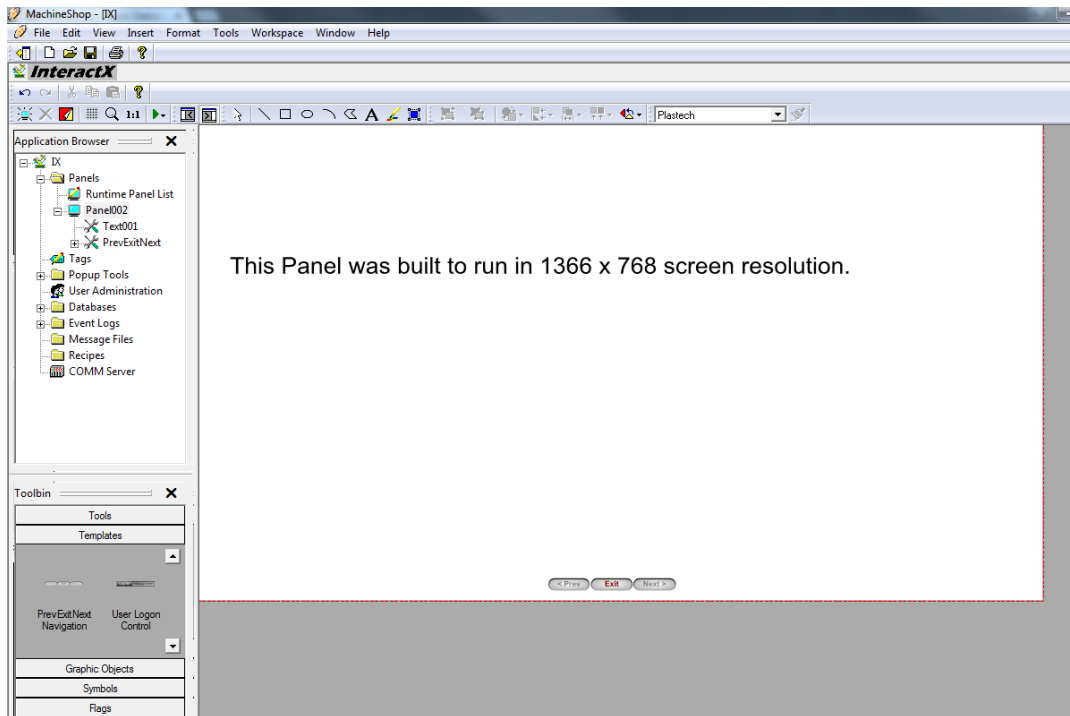 MachineShop - [IX]
File Edit View Insert Format Tools Workspace Window Help
InteractX
1:1 A Plastech
Application Browser
IX
Panels
Runtime Panel List
Panel002
Text001
PrevExitNext
Tags
Popup Tools
User Administration
Databases
Event Logs
Message Files
Recipes
COMM Server
This Panel was built to run in 1366 x 768 screen resolution.
< Prev Exit Next >
Toolbin
Tools
Templates
PrevExitNext
Navigation
User Logon
Control
Graphic Objects
Symbols
Flags